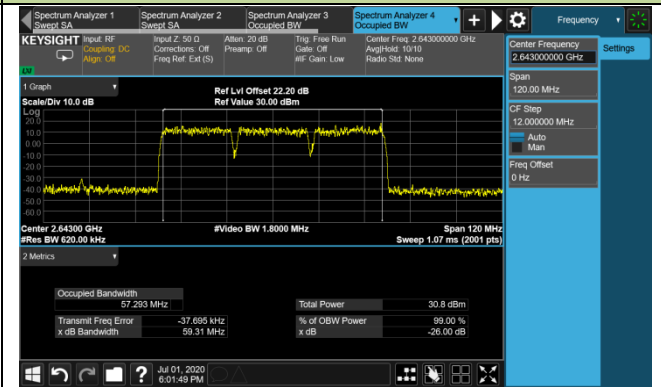 Spectrum Analyzer 1
Swept SA
Spectrum Analyzer 2
Swept SA
Spectrum Analyzer 3
Occupied BW
Spectrum Analyzer 4
Occupied BW
Frequency
KEYSIGHT
Input: RF
Coupling: DC
Align: Off
Input Z: 50 Ω
Corrections: Off
Freq Ref: Ext (S)
Atten: 20 dB
Preamp: Off
Trig: Free Run
Gate: Off
#IF Gain: Low
Center Freq: 2.643000000 GHz
Avg|Hold: 10/10
Radio Std: None
LV
Center Frequency
2.643000000 GHz
Settings
Span
120.00 MHz
CF Step
12.000000 MHz
Auto
Man
Freq Offset
0 Hz
1 Graph
Scale/Div 10.0 dB
Ref Lvl Offset 22.20 dB
Ref Value 30.00 dBm
Log
20.0
10.0
0.00
-10.0
-20.0
-30.0
-40.0
-50.0
-60.0
Center 2.64300 GHz
#Res BW 620.00 kHz
#Video BW 1.8000 MHz
Span 120 MHz
Sweep 1.07 ms (2001 pts)
2 Metrics
Occupied Bandwidth
57.293 MHz
Total Power 30.8 dBm
Transmit Freq Error -37.695 kHz
% of OBW Power 99.00 %
x dB Bandwidth 59.31 MHz
x dB -26.00 dB
?
Jul 01, 2020
6:01:49 PM